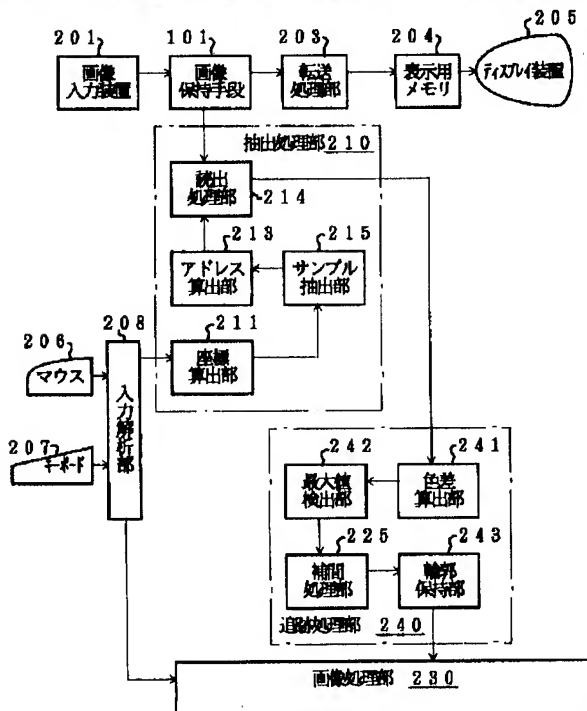 201
画像
入力装置
101
画像
保持手段
203
転送
処理部
204
表示用
メモリ
205
ディスプレイ装置
抽出処理部 210
読出
処理部
214
213
アドレス
算出部
215
サンプル
抽出部
211
座標
算出部
206
マウス
207
キーボード
208
入力解析部
242
最大値
検出部
241
色差
算出部
225
補間
処理部
243
輪郭
保持部
追跡処理部 240
画像処理部 230